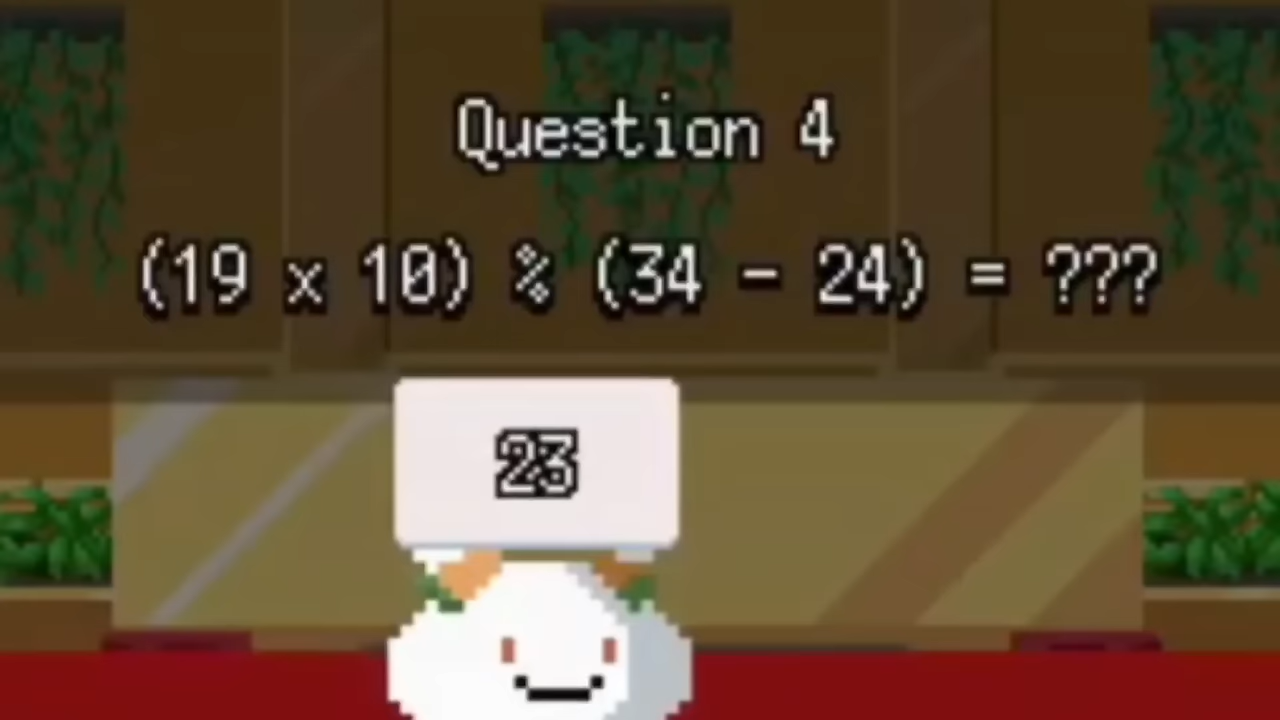 Question 4
(19 x 10) % (34 - 24) = ???
23